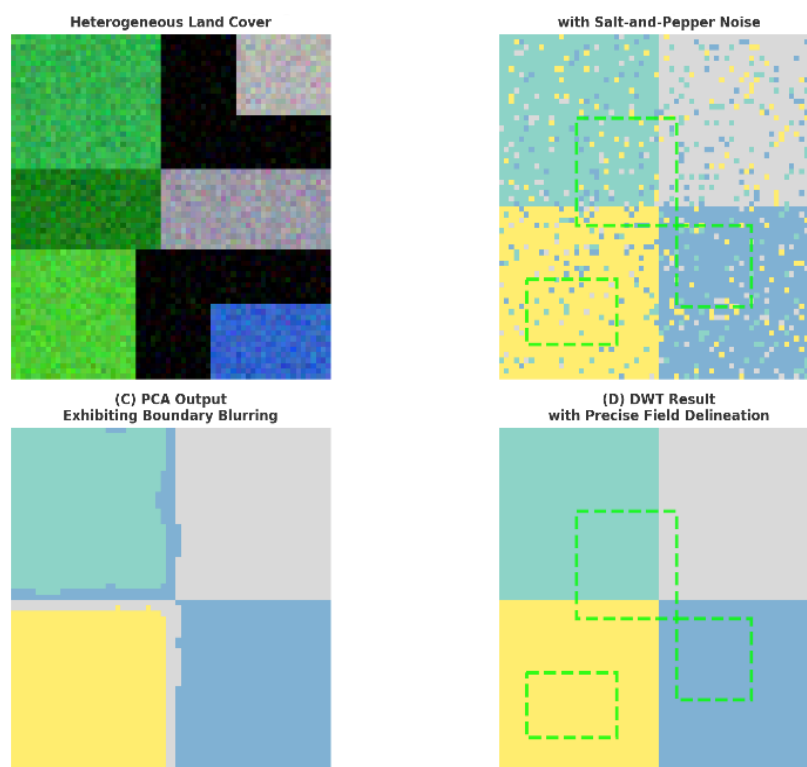 Heterogeneous Land Cover
with Salt-and-Pepper Noise
(C) PCA Output
Exhibiting Boundary Blurring
(D) DWT Result
with Precise Field Delineation